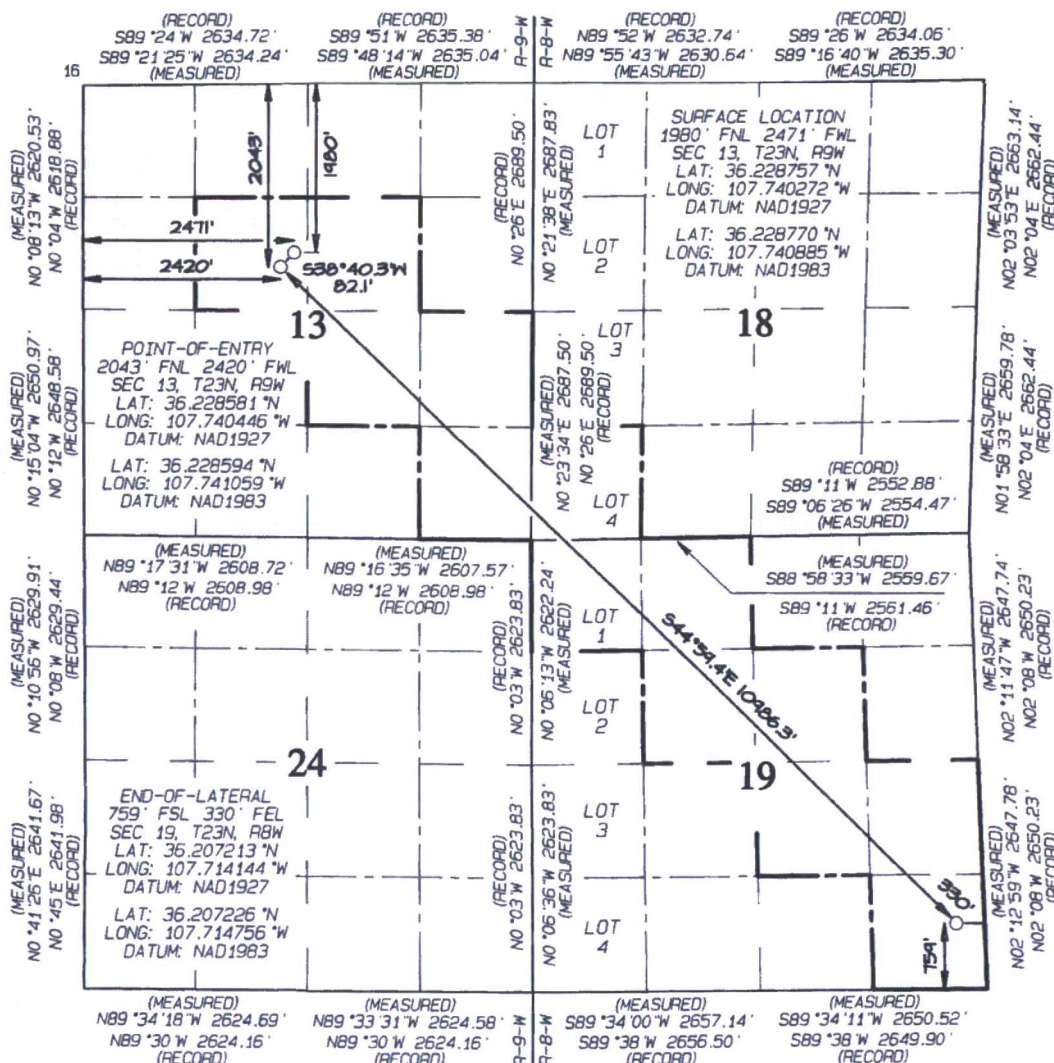 (RECORD)
S89 °24 'W 2634.72 '
S89 °21'25"W 2634.24 '
(MEASURED)
(RECORD)
S89 °51 'W 2635.38 '
S89 °48'14"W 2635.04 '
(MEASURED)
R-9-W
R-8-W
(RECORD)
N89 °52 'W 2632.74 '
N89 °55'43"W 2630.64 '
(MEASURED)
(RECORD)
S89 °26 'W 2634.06 '
S89 °16'40"W 2635.30 '
(MEASURED)
16
(MEASURED)
N0 °08'13"W 2620.53 '
N0 °04 'W 2618.88 '
(RECORD)
2043'
1980'
2471'
2420'
S38°40.3'W
82.1'
13
(RECORD)
N0 °26 'E 2689.50 '
N0 °21'38"E 2687.83 '
(MEASURED)
LOT
1
LOT
2
LOT
3
LOT
4
SURFACE LOCATION
1980 ' FNL 2471 ' FWL
SEC 13, T23N, R9W
LAT: 36.228757 °N
LONG: 107.740272 °W
DATUM: NAD1927
LAT: 36.228770 °N
LONG: 107.740885 °W
DATUM: NAD1983
18
(MEASURED)
N02 °03'53"E 2663.14 '
N02 °04 'E 2662.44 '
(RECORD)
(MEASURED)
N0 °15'04"W 2650.97 '
N0 °12 'W 2648.58 '
(RECORD)
POINT-OF-ENTRY
2043 ' FNL 2420 ' FWL
SEC 13, T23N, R9W
LAT: 36.228581 °N
LONG: 107.740446 °W
DATUM: NAD1927
LAT: 36.228594 °N
LONG: 107.741059 °W
DATUM: NAD1983
(MEASURED)
N0 °23'34"E 2687.50 '
N0 °26 'E 2689.50 '
(RECORD)
(MEASURED)
N01 °58'33"E 2659.78 '
N02 °04 'E 2662.44 '
(RECORD)
(RECORD)
S89 °11 'W 2552.88 '
S89 °06'26"W 2554.47 '
(MEASURED)
(MEASURED)
S88 °58'33"W 2559.67 '
S89 °11 'W 2561.46 '
(RECORD)
(MEASURED)
N89 °17'31"W 2608.72 '
N89 °12 'W 2608.98 '
(RECORD)
(MEASURED)
N89 °16'35"W 2607.57 '
N89 °12 'W 2608.98 '
(RECORD)
(MEASURED)
N0 °10'56"W 2629.91 '
N0 °08 'W 2629.44 '
(RECORD)
(RECORD)
N0 °03 'W 2623.83 '
N0 °06'13"W 2622.24 '
(MEASURED)
LOT
1
LOT
2
LOT
3
LOT
4
S44°59.4'E 10486.3'
(MEASURED)
N02 °11'47"W 2647.74 '
N02 °08 'W 2650.23 '
(RECORD)
24
19
END-OF-LATERAL
759 ' FSL 330 ' FEL
SEC 19, T23N, R8W
LAT: 36.207213 °N
LONG: 107.714144 °W
DATUM: NAD1927
LAT: 36.207226 °N
LONG: 107.714756 °W
DATUM: NAD1983
(MEASURED)
N0 °41'26"E 2641.67 '
N0 °45 'E 2641.98 '
(RECORD)
(RECORD)
N0 °03 'W 2623.83 '
N0 °06'36"W 2623.83 '
(MEASURED)
330'
759'
(MEASURED)
N02 °12'59"W 2647.78 '
N02 °08 'W 2650.23 '
(RECORD)
(MEASURED)
N89 °34'18"W 2624.69 '
N89 °30 'W 2624.16 '
(RECORD)
(MEASURED)
N89 °33'31"W 2624.58 '
N89 °30 'W 2624.16 '
(RECORD)
R-9-W
R-8-W
(MEASURED)
S89 °34'00"W 2657.14 '
S89 °38 'W 2656.50 '
(RECORD)
(MEASURED)
S89 °34'11"W 2650.52 '
S89 °38 'W 2649.90 '
(RECORD)